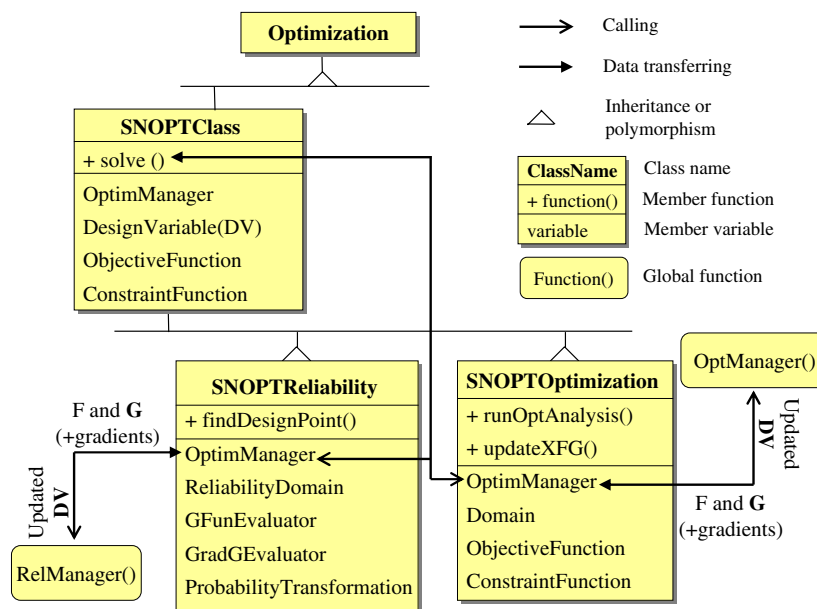 Optimization
Calling
Data transferring
Inheritance or
polymorphism
SNOPTClass
+ solve ()
OptimManager
DesignVariable(DV)
ObjectiveFunction
ConstraintFunction
ClassName
Class name
+ function()
Member function
variable
Member variable
Function()
Global function
SNOPTReliability
+ findDesignPoint()
OptimManager
ReliabilityDomain
GFunEvaluator
GradGEvaluator
ProbabilityTransformation
F and G
(+gradients)
Updated
DV
RelManager()
SNOPTOptimization
+ runOptAnalysis()
+ updateXFG()
OptimManager
Domain
ObjectiveFunction
ConstraintFunction
OptManager()
Updated
DV
F and G
(+gradients)